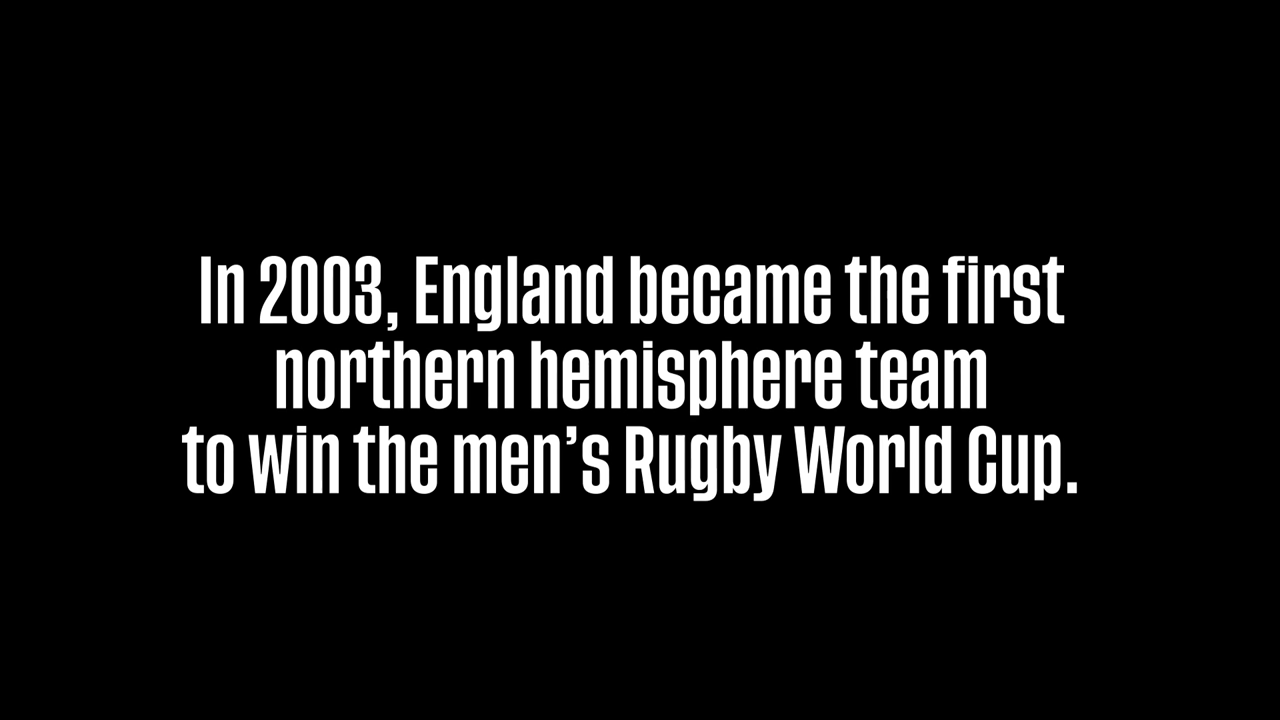 In 2003, England became the first
northern hemisphere team
to win the men’s Rugby World Cup.